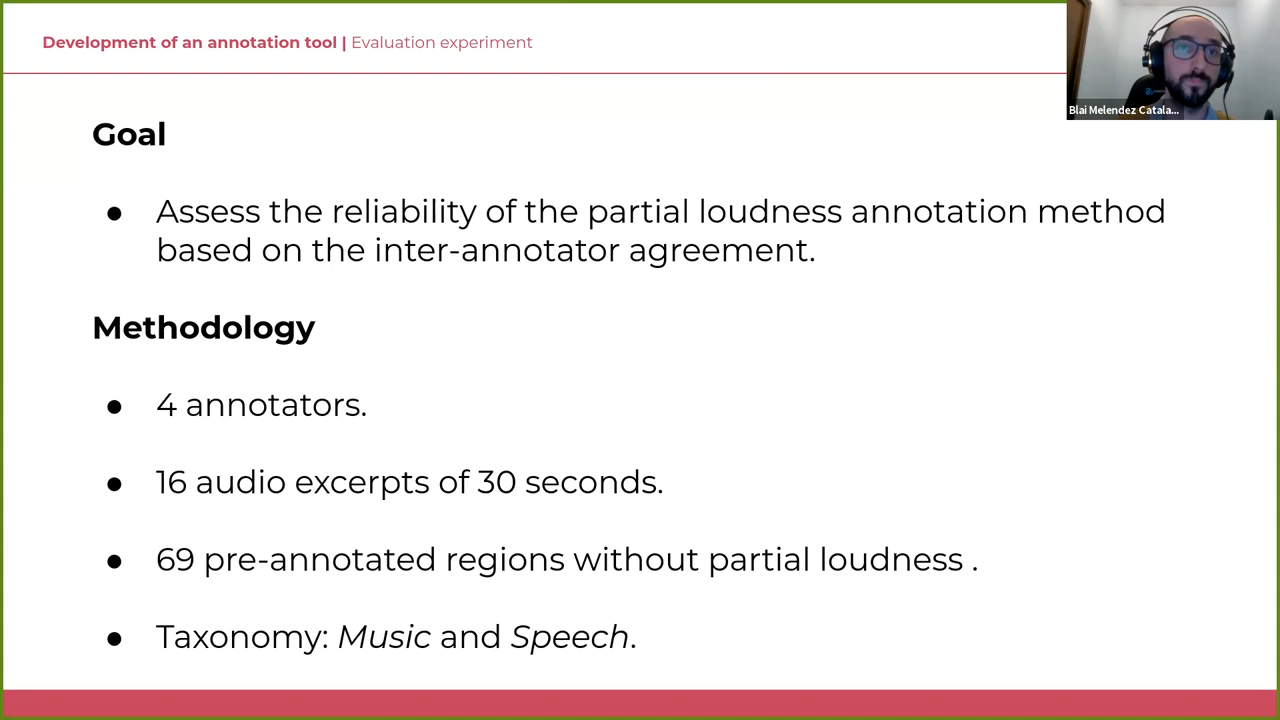 Development of an annotation tool | Evaluation experiment
Blai Melendez Catala...
Goal
● Assess the reliability of the partial loudness annotation method
based on the inter-annotator agreement.
Methodology
● 4 annotators.
● 16 audio excerpts of 30 seconds.
● 69 pre-annotated regions without partial loudness .
● Taxonomy: Music and Speech.